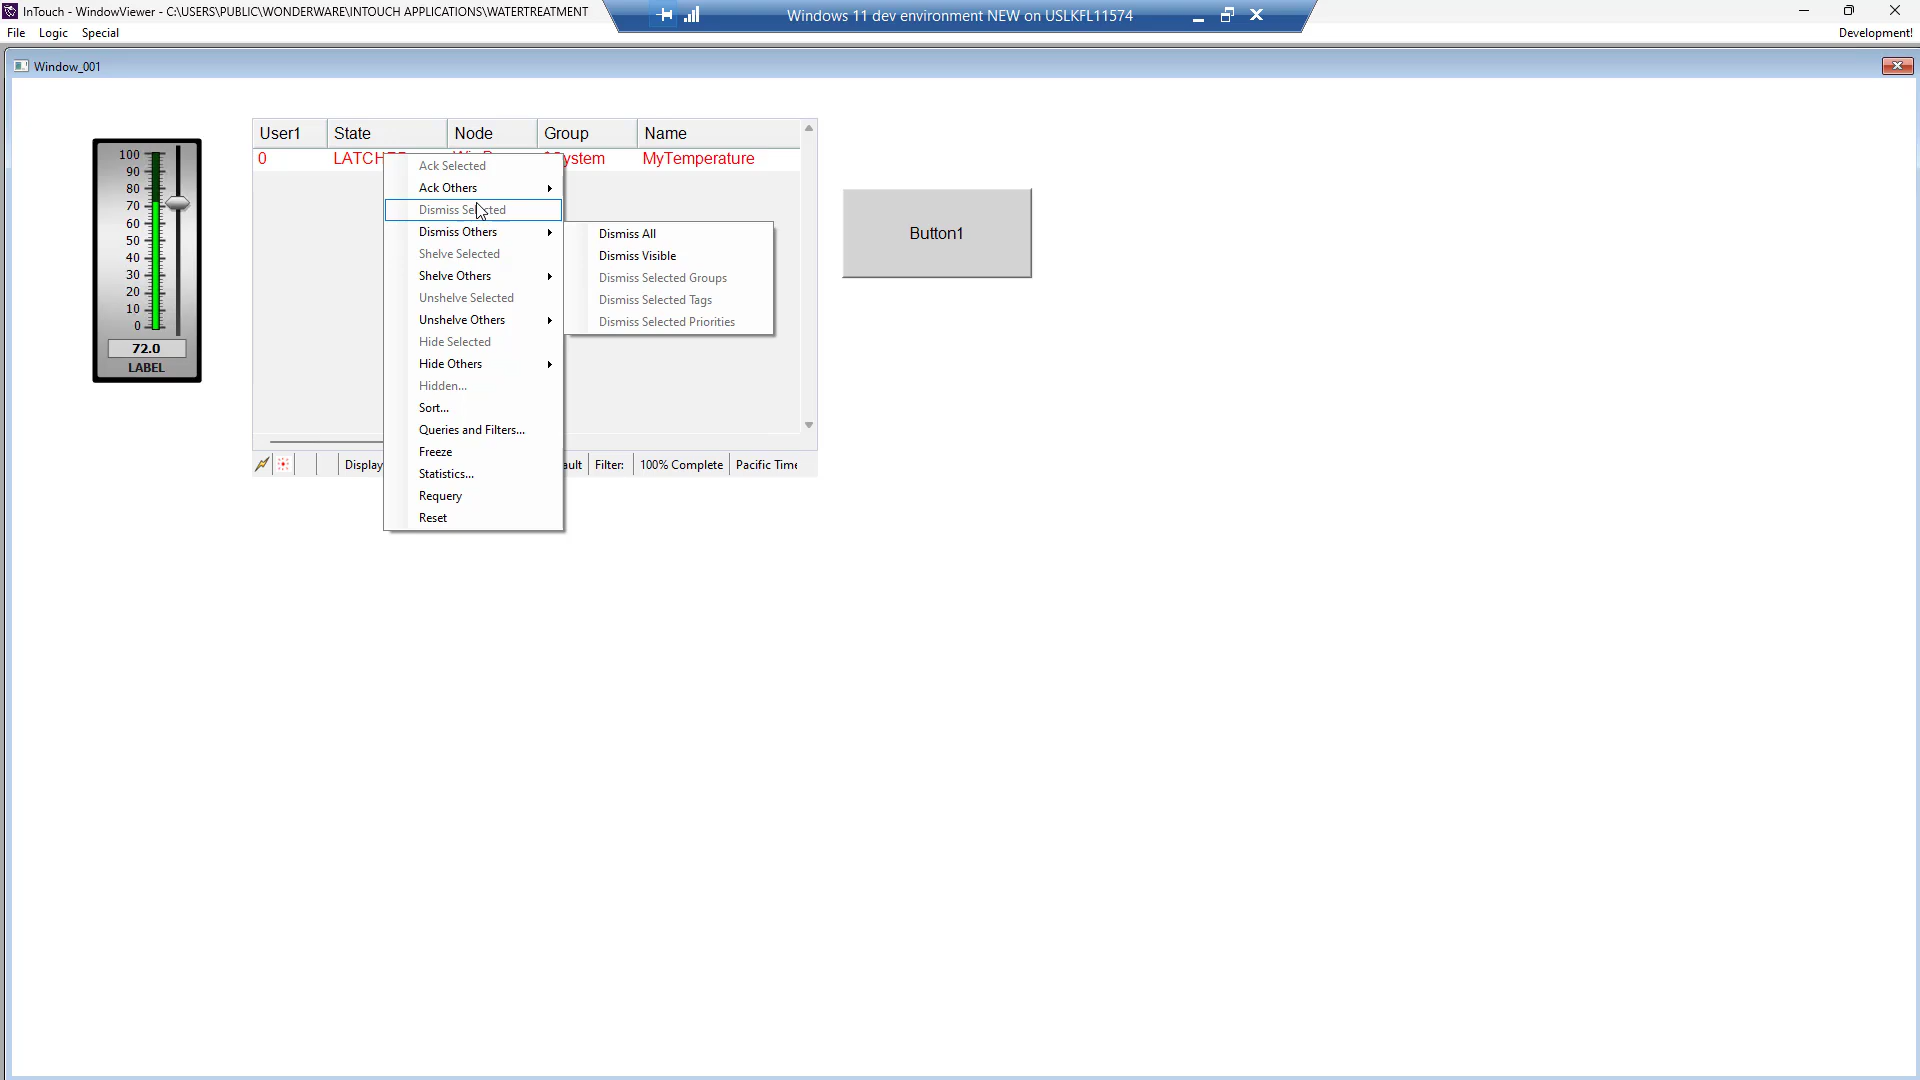 InTouch - WindowViewer - C:\USERS\PUBLIC\WONDERWARE\INTOUCH APPLICATIONS\WATERTREATMENT
Windows 11 dev environment NEW on USLKFL11574
File Logic Special
Development!
Window_001
User1 State Node Group Name
0 LATCH MyTemperature
100
90
80
70
60
50
40
30
20
10
0
72.0
LABEL
Ack Selected
Ack Others
Dismiss Selected
Dismiss Others
Shelve Selected
Shelve Others
Unshelve Selected
Unshelve Others
Hide Selected
Hide Others
Hidden...
Sort...
Queries and Filters...
Freeze
Statistics...
Requery
Reset
Dismiss All
Dismiss Visible
Dismiss Selected Groups
Dismiss Selected Tags
Dismiss Selected Priorities
Button1
Display ault Filter: 100% Complete Pacific Time